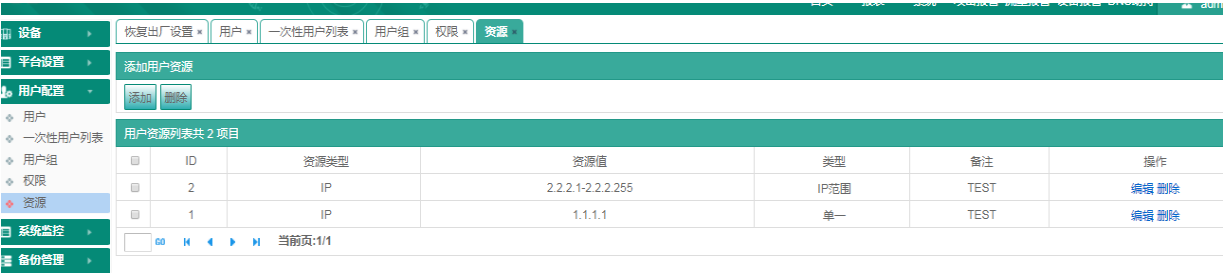 adm
设备
恢复出厂设置 × 用户 × 一次性用户列表 × 用户组 × 权限 × 资源 ×
平台设置
添加用户资源
用户配置
添加 删除
用户
一次性用户列表
用户资源列表共 2 项目
用户组
ID 资源类型 资源值 类型 备注 操作
权限
2 IP 2.2.2.1-2.2.2.255 IP范围 TEST 编辑 删除
资源
1 IP 1.1.1.1 单一 TEST 编辑 删除
系统监控
GO 当前页:1/1
备份管理